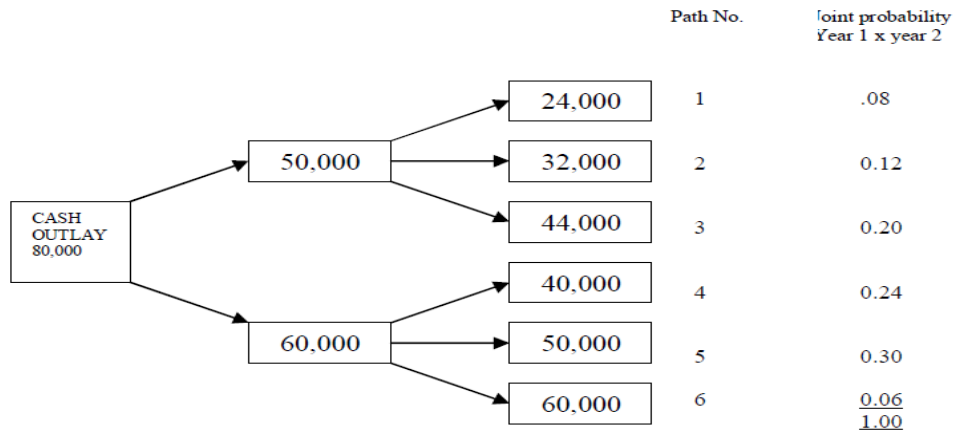 Path No. Joint probability
Year 1 x year 2
24,000 1 .08
50,000 32,000 2 0.12
CASH
OUTLAY
80,000
44,000 3 0.20
40,000 4 0.24
60,000 50,000 5 0.30
60,000 6 0.06
1.00